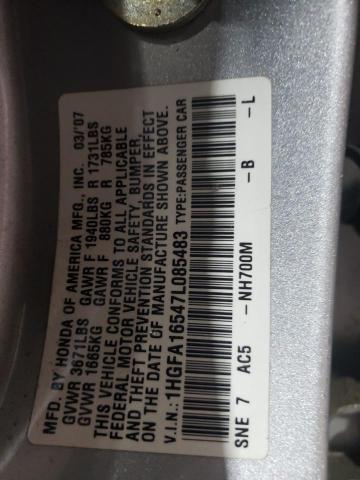 MFD. BY HONDA OF AMERICA MFG., INC. 03/'07
GVWR 3671LBS GAWR F 1940LBS R 1731LBS
GVWR 1665KG GAWR F 880KG R 785KG
THIS VEHICLE CONFORMS TO ALL APPLICABLE
FEDERAL MOTOR VEHICLE SAFETY, BUMPER,
AND THEFT PREVENTION STANDARDS IN EFFECT
ON THE DATE OF MANUFACTURE SHOWN ABOVE.
V.I.N.: 1HGFA16547L085483 TYPE:PASSENGER CAR
SNE 7 AC5 -NH700M -B -L